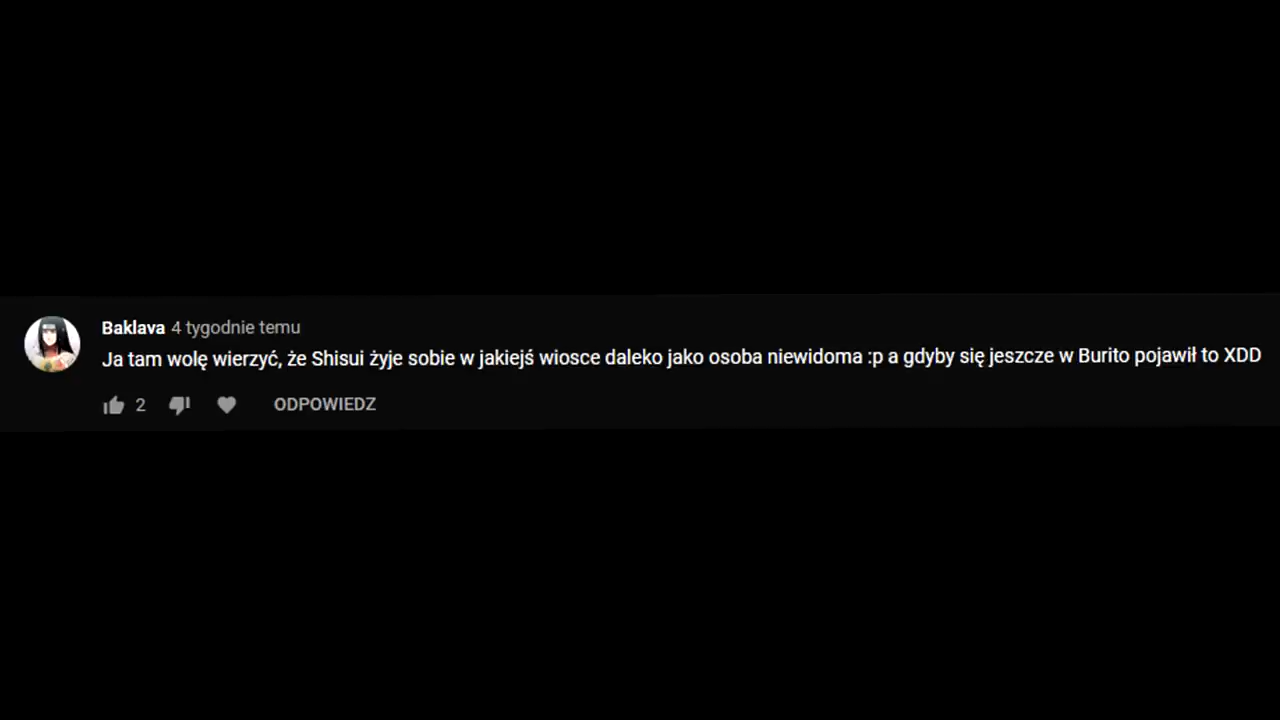 Baklava 4 tygodnie temu
Ja tam wolę wierzyć, że Shisui żyje sobie w jakiejś wiosce daleko jako osoba niewidoma :p a gdyby się jeszcze w Burito pojawił to XDD
2 ODPOWIEDZ